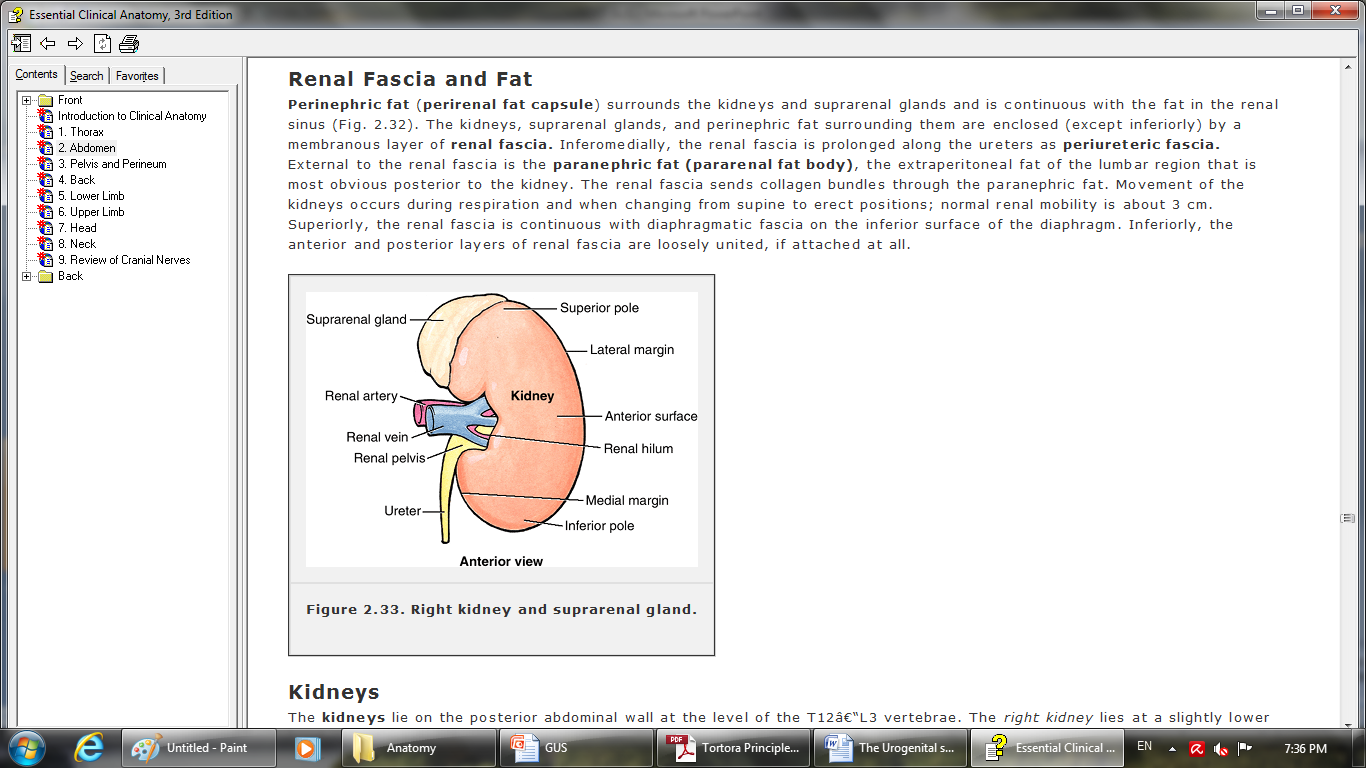 Essential Clinical Anatomy, 3rd Edition
Contents Search Favorites
Front
Introduction to Clinical Anatomy
1. Thorax
2. Abdomen
3. Pelvis and Perineum
4. Back
5. Lower Limb
6. Upper Limb
7. Head
8. Neck
9. Review of Cranial Nerves
Back
Renal Fascia and Fat
Perinephric fat (perirenal fat capsule) surrounds the kidneys and suprarenal glands and is continuous with the fat in the renal
sinus (Fig. 2.32). The kidneys, suprarenal glands, and perinephric fat surrounding them are enclosed (except inferiorly) by a
membranous layer of renal fascia. Inferomedially, the renal fascia is prolonged along the ureters as periureteric fascia.
External to the renal fascia is the paranephric fat (pararenal fat body), the extraperitoneal fat of the lumbar region that is
most obvious posterior to the kidney. The renal fascia sends collagen bundles through the paranephric fat. Movement of the
kidneys occurs during respiration and when changing from supine to erect positions; normal renal mobility is about 3 cm.
Superiorly, the renal fascia is continuous with diaphragmatic fascia on the inferior surface of the diaphragm. Inferiorly, the
anterior and posterior layers of renal fascia are loosely united, if attached at all.
Superior pole
Suprarenal gland
Lateral margin
Renal artery
Kidney
Anterior surface
Renal vein
Renal hilum
Renal pelvis
Medial margin
Ureter
Inferior pole
Anterior view
Figure 2.33. Right kidney and suprarenal gland.
Kidneys
The kidneys lie on the posterior abdominal wall at the level of the T12â€“L3 vertebrae. The right kidney lies at a slightly lower
Untitled - Paint
Anatomy
GUS
PDF
Tortora Principle...
The Urogenital s...
Essential Clinical ...
EN
7:36 PM